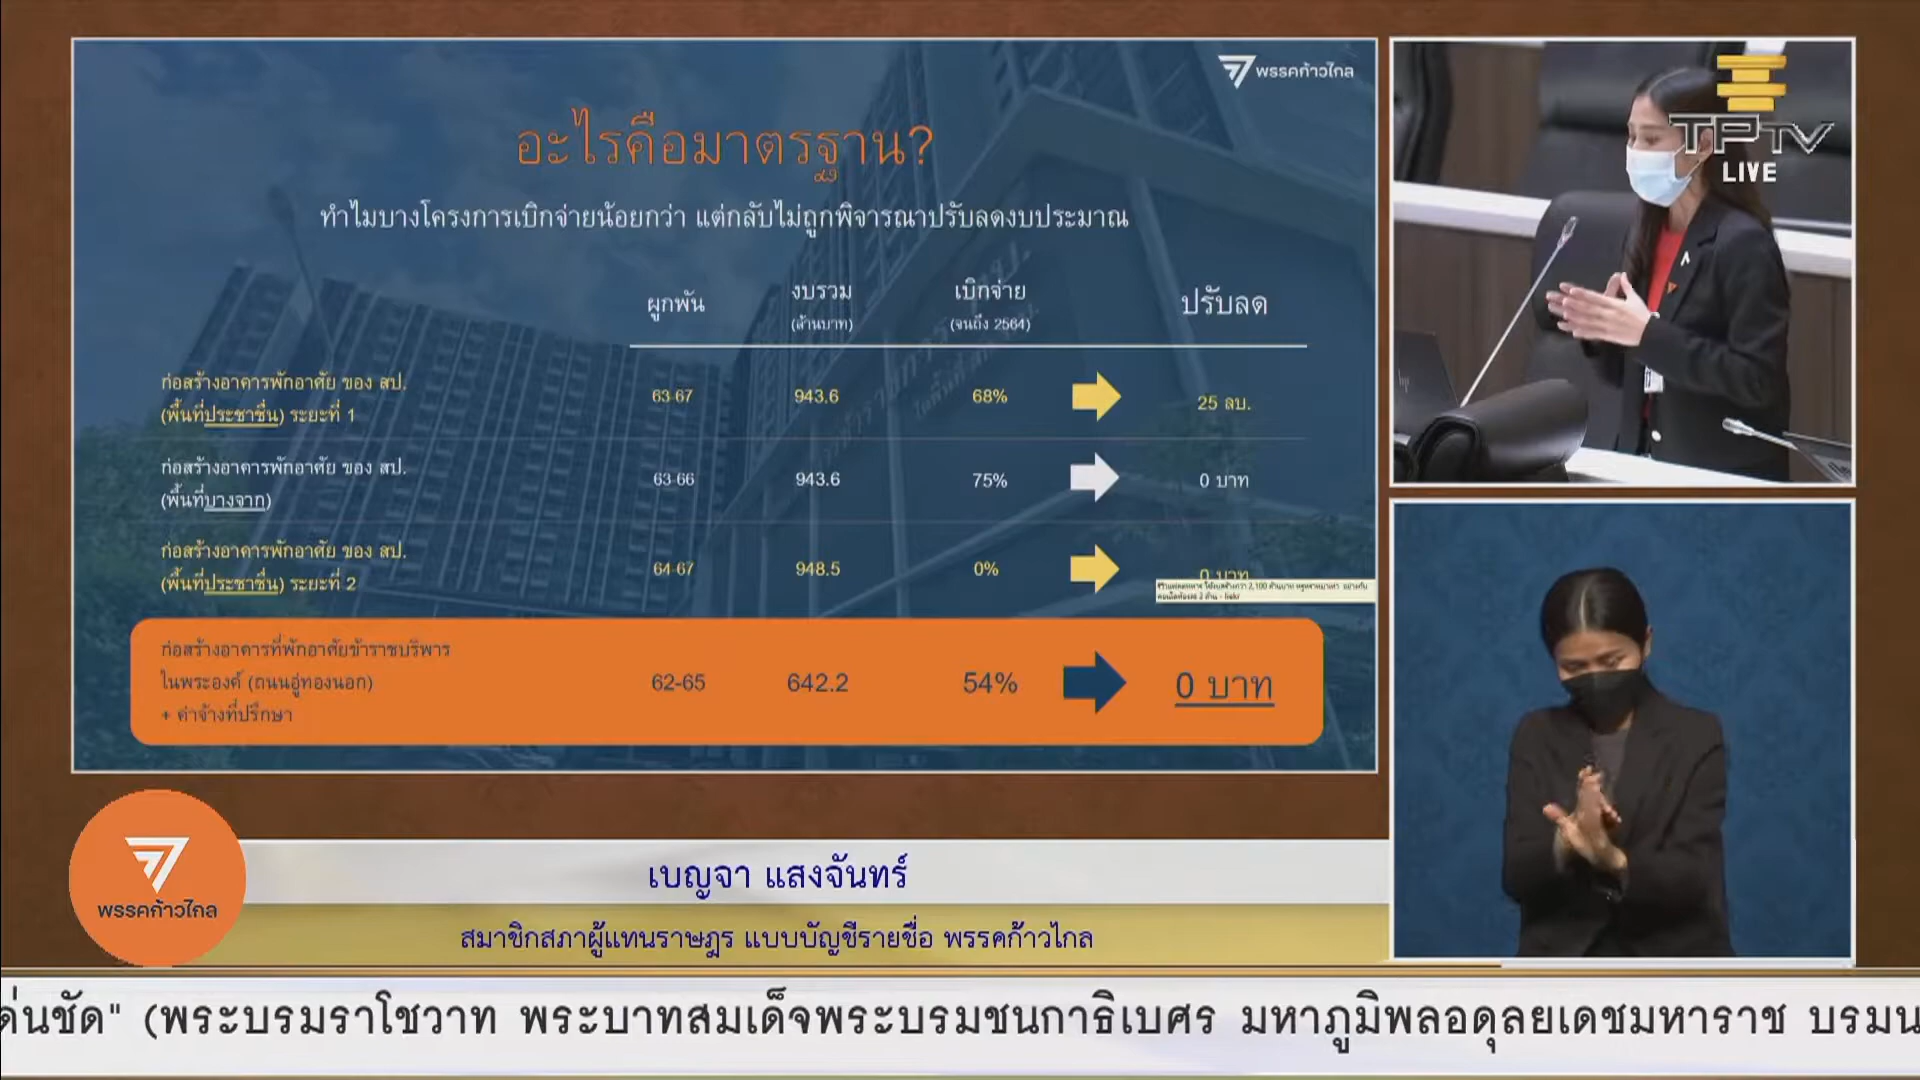 พรรคก้าวไกล
อะไรคือมาตรฐาน?
ทำไมบางโครงการเบิกจ่ายน้อยกว่า แต่กลับไม่ถูกพิจารณาปรับลดงบประมาณ
ผูกพัน งบรวม (ล้านบาท) เบิกจ่าย (จนถึง 2564) ปรับลด
ก่อสร้างอาคารพักอาศัย ของ สป.
(พื้นที่ประชาชื่น) ระยะที่ 1
63-67 943.6 68% 25 ลบ.
ก่อสร้างอาคารพักอาศัย ของ สป.
(พื้นที่บางจาก)
63-66 943.6 75% 0 บาท
ก่อสร้างอาคารพักอาศัย ของ สป.
(พื้นที่ประชาชื่น) ระยะที่ 2
64-67 948.5 0% 0 บาท
ก่อสร้างอาคารที่พักอาศัยข้าราชบริพาร
ในพระองค์ (ถนนอู่ทองนอก)
+ ค่าจ้างที่ปรึกษา
62-65 642.2 54% 0 บาท
TPTV
LIVE
พรรคก้าวไกล
เบญจา แสงจันทร์
สมาชิกสภาผู้แทนราษฎร แบบบัญชีรายชื่อ พรรคก้าวไกล
ด่นชัด" (พระบรมราโชวาท พระบาทสมเด็จพระบรมชนกาธิเบศร มหาภูมิพลอดุลยเดชมหาราช บรมน